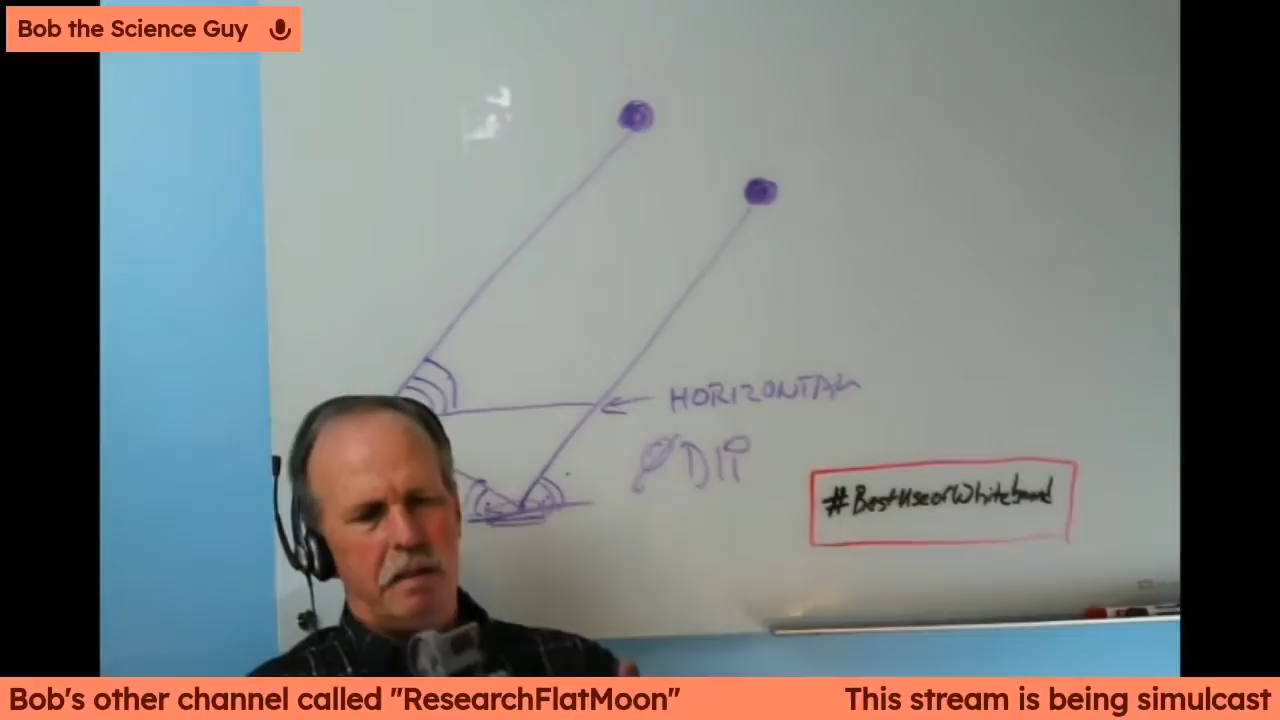 Bob the Science Guy
HORIZONTAL
DIP
#BestUseofWhiteboard
Bob's other channel called "ResearchFlatMoon"
This stream is being simulcast